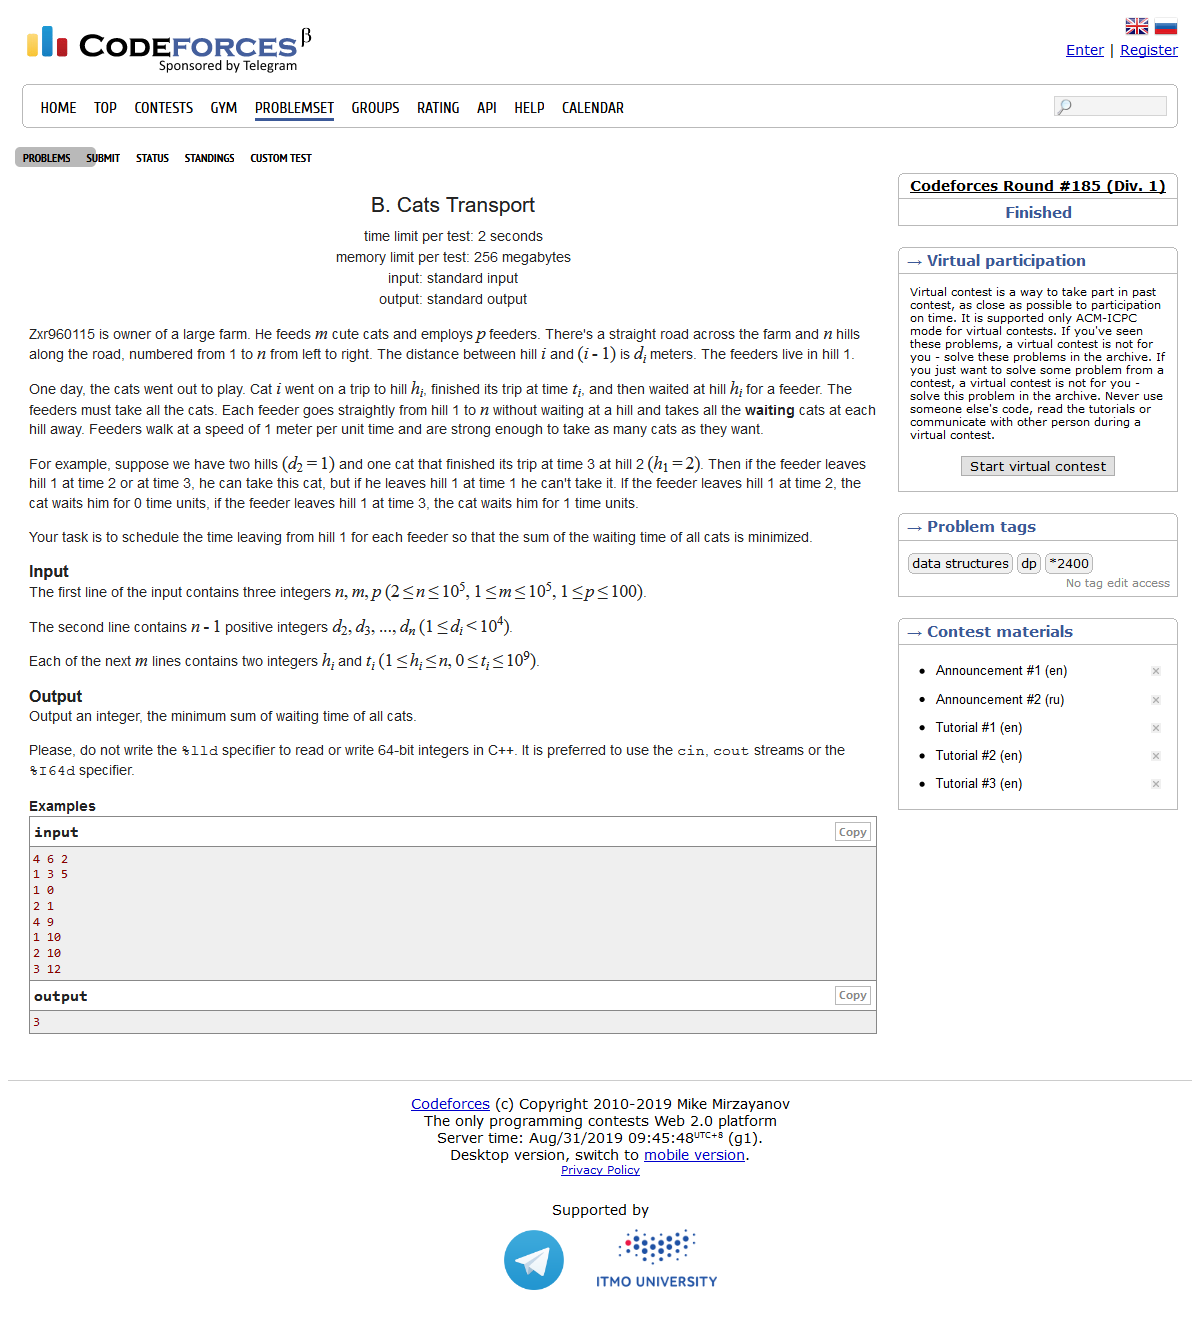 CODEFORCES β
Sponsored by Telegram
Enter | Register
HOME TOP CONTESTS GYM PROBLEMSET GROUPS RATING API HELP CALENDAR
PROBLEMS SUBMIT STATUS STANDINGS CUSTOM TEST
B. Cats Transport
time limit per test: 2 seconds
memory limit per test: 256 megabytes
input: standard input
output: standard output
Zxr960115 is owner of a large farm. He feeds m cute cats and employs p feeders. There's a straight road across the farm and n hills
along the road, numbered from 1 to n from left to right. The distance between hill i and (i - 1) is d_i meters. The feeders live in hill 1.
One day, the cats went out to play. Cat i went on a trip to hill h_i, finished its trip at time t_i, and then waited at hill h_i for a feeder. The
feeders must take all the cats. Each feeder goes straightly from hill 1 to n without waiting at a hill and takes all the waiting cats at each
hill away. Feeders walk at a speed of 1 meter per unit time and are strong enough to take as many cats as they want.
For example, suppose we have two hills (d_2 = 1) and one cat that finished its trip at time 3 at hill 2 (h_1 = 2). Then if the feeder leaves
hill 1 at time 2 or at time 3, he can take this cat, but if he leaves hill 1 at time 1 he can't take it. If the feeder leaves hill 1 at time 2, the
cat waits him for 0 time units, if the feeder leaves hill 1 at time 3, the cat waits him for 1 time units.
Your task is to schedule the time leaving from hill 1 for each feeder so that the sum of the waiting time of all cats is minimized.
Input
The first line of the input contains three integers n, m, p (2 ≤ n ≤ 10^5, 1 ≤ m ≤ 10^5, 1 ≤ p ≤ 100).
The second line contains n - 1 positive integers d_2, d_3, ..., d_n (1 ≤ d_i < 10^4).
Each of the next m lines contains two integers h_i and t_i (1 ≤ h_i ≤ n, 0 ≤ t_i ≤ 10^9).
Output
Output an integer, the minimum sum of waiting time of all cats.
Please, do not write the %lld specifier to read or write 64-bit integers in C++. It is preferred to use the cin, cout streams or the
%I64d specifier.
Examples
input Copy
4 6 2
1 3 5
1 0
2 1
4 9
1 10
2 10
3 12
output Copy
3
Codeforces Round #185 (Div. 1)
Finished
→ Virtual participation
Virtual contest is a way to take part in past
contest, as close as possible to participation
on time. It is supported only ACM-ICPC
mode for virtual contests. If you've seen
these problems, a virtual contest is not for
you - solve these problems in the archive. If
you just want to solve some problem from a
contest, a virtual contest is not for you -
solve this problem in the archive. Never use
someone else's code, read the tutorials or
communicate with other person during a
virtual contest.
Start virtual contest
→ Problem tags
data structures dp *2400
No tag edit access
→ Contest materials
Announcement #1 (en)
Announcement #2 (ru)
Tutorial #1 (en)
Tutorial #2 (en)
Tutorial #3 (en)
Codeforces (c) Copyright 2010-2019 Mike Mirzayanov
The only programming contests Web 2.0 platform
Server time: Aug/31/2019 09:45:48 UTC+8 (g1).
Desktop version, switch to mobile version.
Privacy Policy
Supported by
ITMO UNIVERSITY